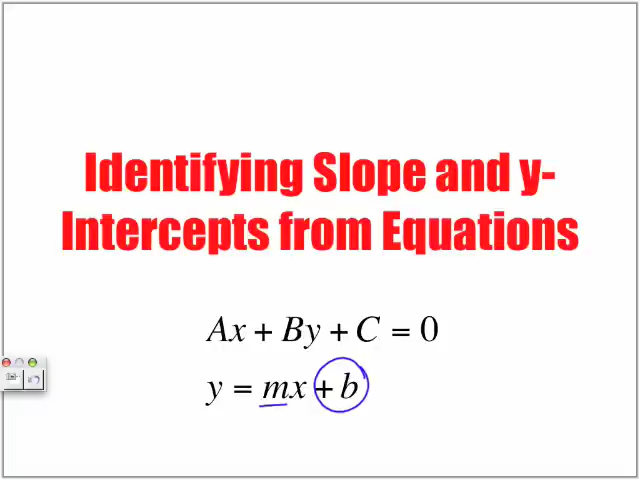 Identifying Slope and y-
Intercepts from Equations
Ax + By + C = 0
y = mx + b